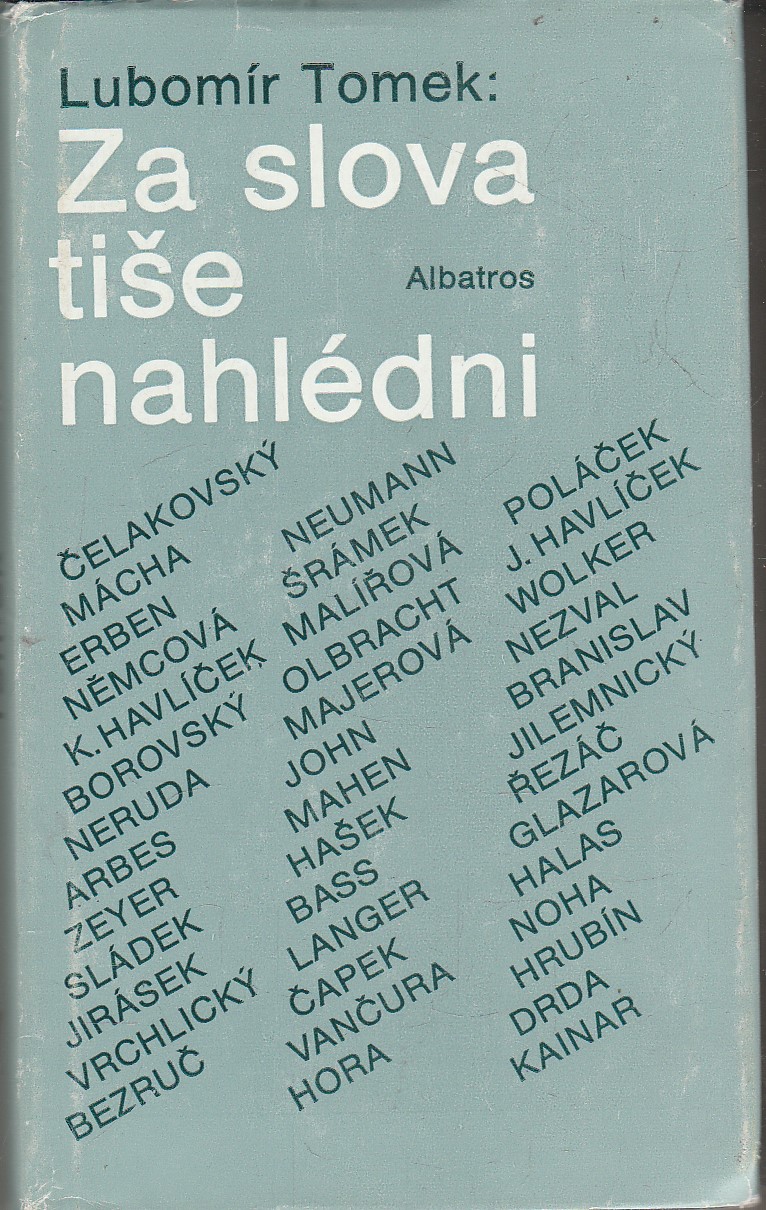 Lubomír Tomek:
Za slova
tiše
Albatros
nahlédni
ČELAKOVSKÝ
MÁCHA
ERBEN
NĚMCOVÁ
K. HAVLÍČEK
BOROVSKÝ
NERUDA
ARBES
ZEYER
SLÁDEK
JIRÁSEK
VRCHLICKÝ
BEZRUČ
NEUMANN
ŠRÁMEK
MALÍŘOVÁ
OLBRACHT
MAJEROVÁ
JOHN
MAHEN
HAŠEK
BASS
LANGER
ČAPEK
VANČURA
HORA
POLÁČEK
J. HAVLÍČEK
WOLKER
NEZVAL
BRANISLAV
JILEMNICKÝ
ŘEZÁČ
GLAZAROVÁ
HALAS
NOHA
HRUBÍN
DRDA
KAINAR